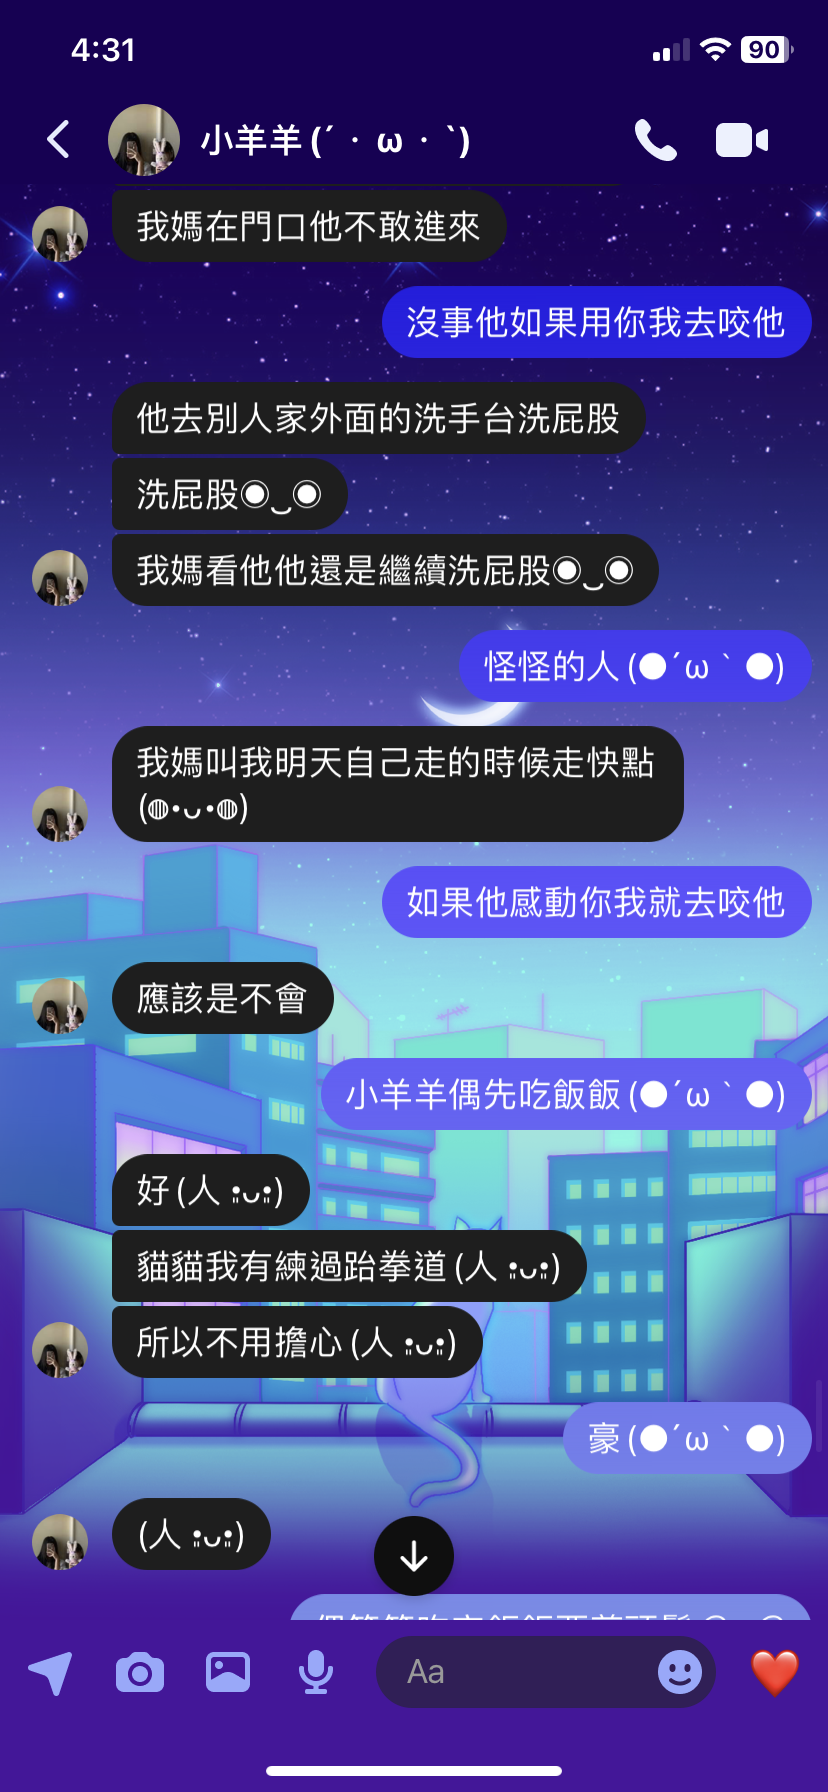 4:31
90
小羊羊 (´・ω・`)
我媽在門口他不敢進來
沒事他如果用你我去咬他
他去別人家外面的洗手台洗屁股
洗屁股◉‿◉
我媽看他他還是繼續洗屁股◉‿◉
怪怪的人 (●´ω｀●)
我媽叫我明天自己走的時候走快點
(◍•ᴗ•◍)
如果他感動你我就去咬他
應該是不會
小羊羊偶先吃飯飯 (●´ω｀●)
好 (人 •͈ᴗ•͈)
貓貓我有練過跆拳道 (人 •͈ᴗ•͈)
所以不用擔心 (人 •͈ᴗ•͈)
豪 (●´ω｀●)
(人 •͈ᴗ•͈)
Aa